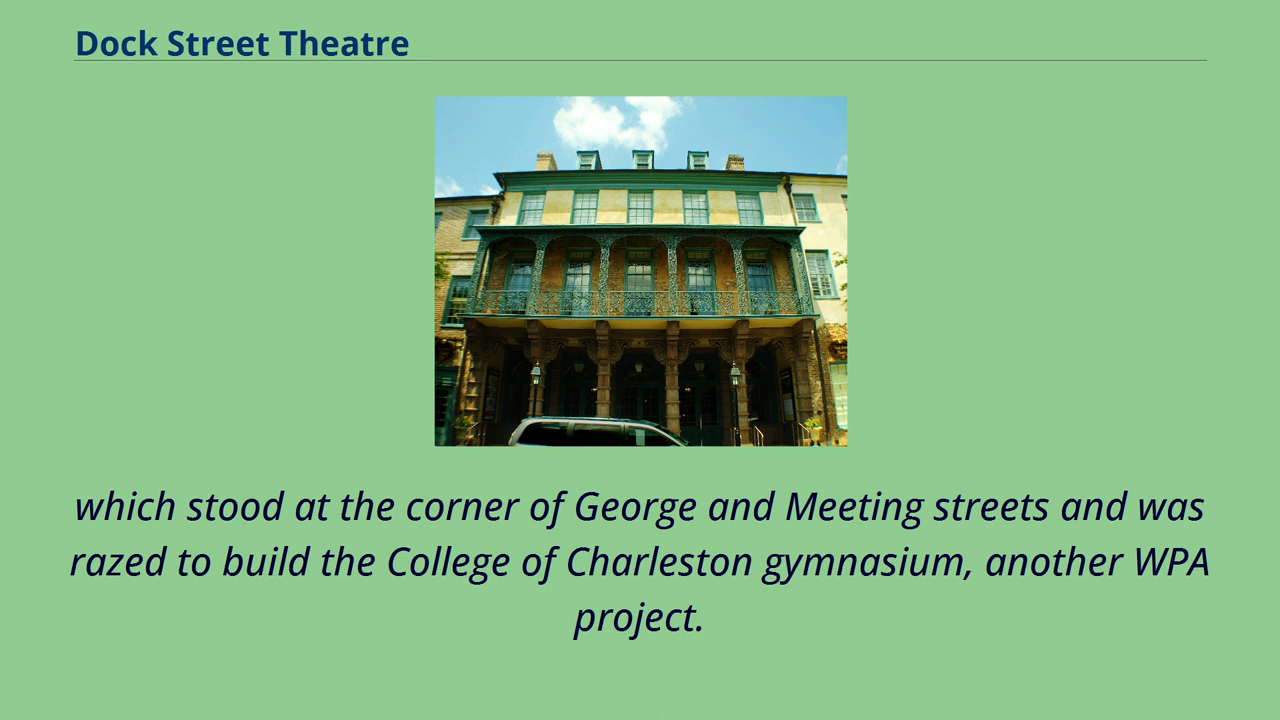 Dock Street Theatre
which stood at the corner of George and Meeting streets and was
razed to build the College of Charleston gymnasium, another WPA
project.